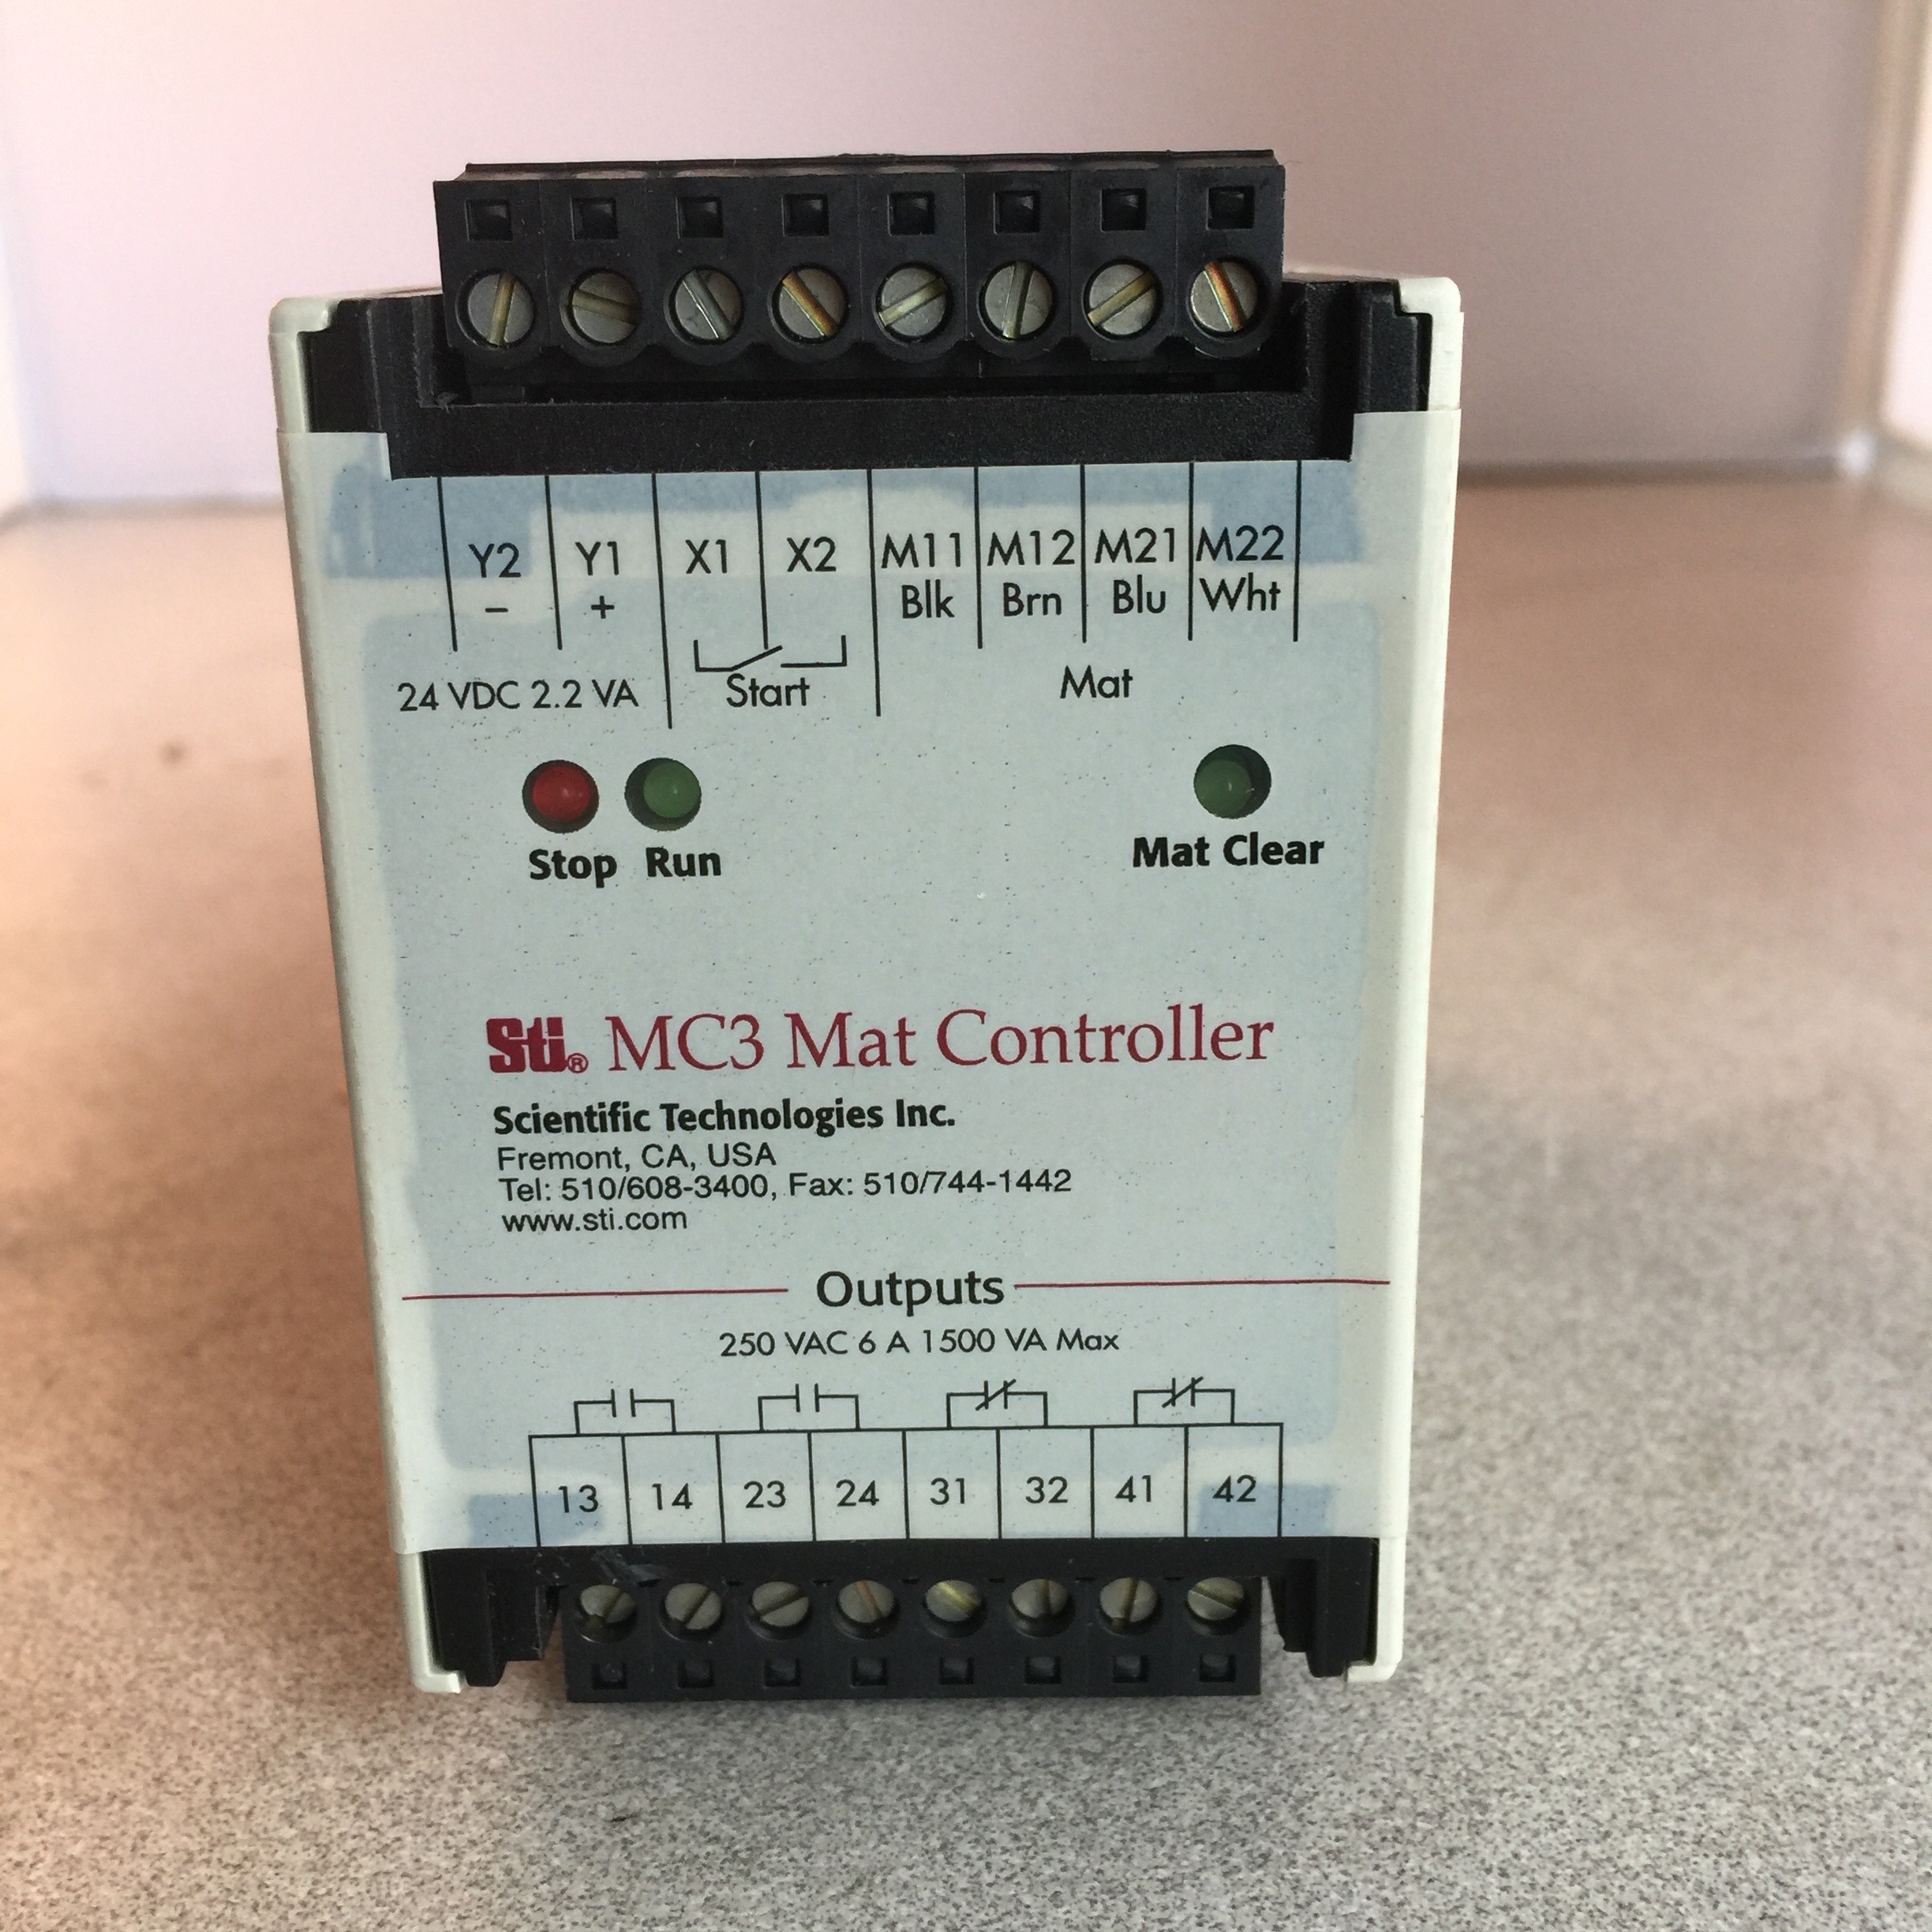 Y2 Y1 X1 X2 M11 M12 M21 M22
– + Blk Brn Blu Wht
24 VDC 2.2 VA Start Mat
Stop Run Mat Clear
Sti® MC3 Mat Controller
Scientific Technologies Inc.
Fremont, CA, USA
Tel: 510/608-3400, Fax: 510/744-1442
www.sti.com
Outputs
250 VAC 6 A 1500 VA Max
13 14 23 24 31 32 41 42